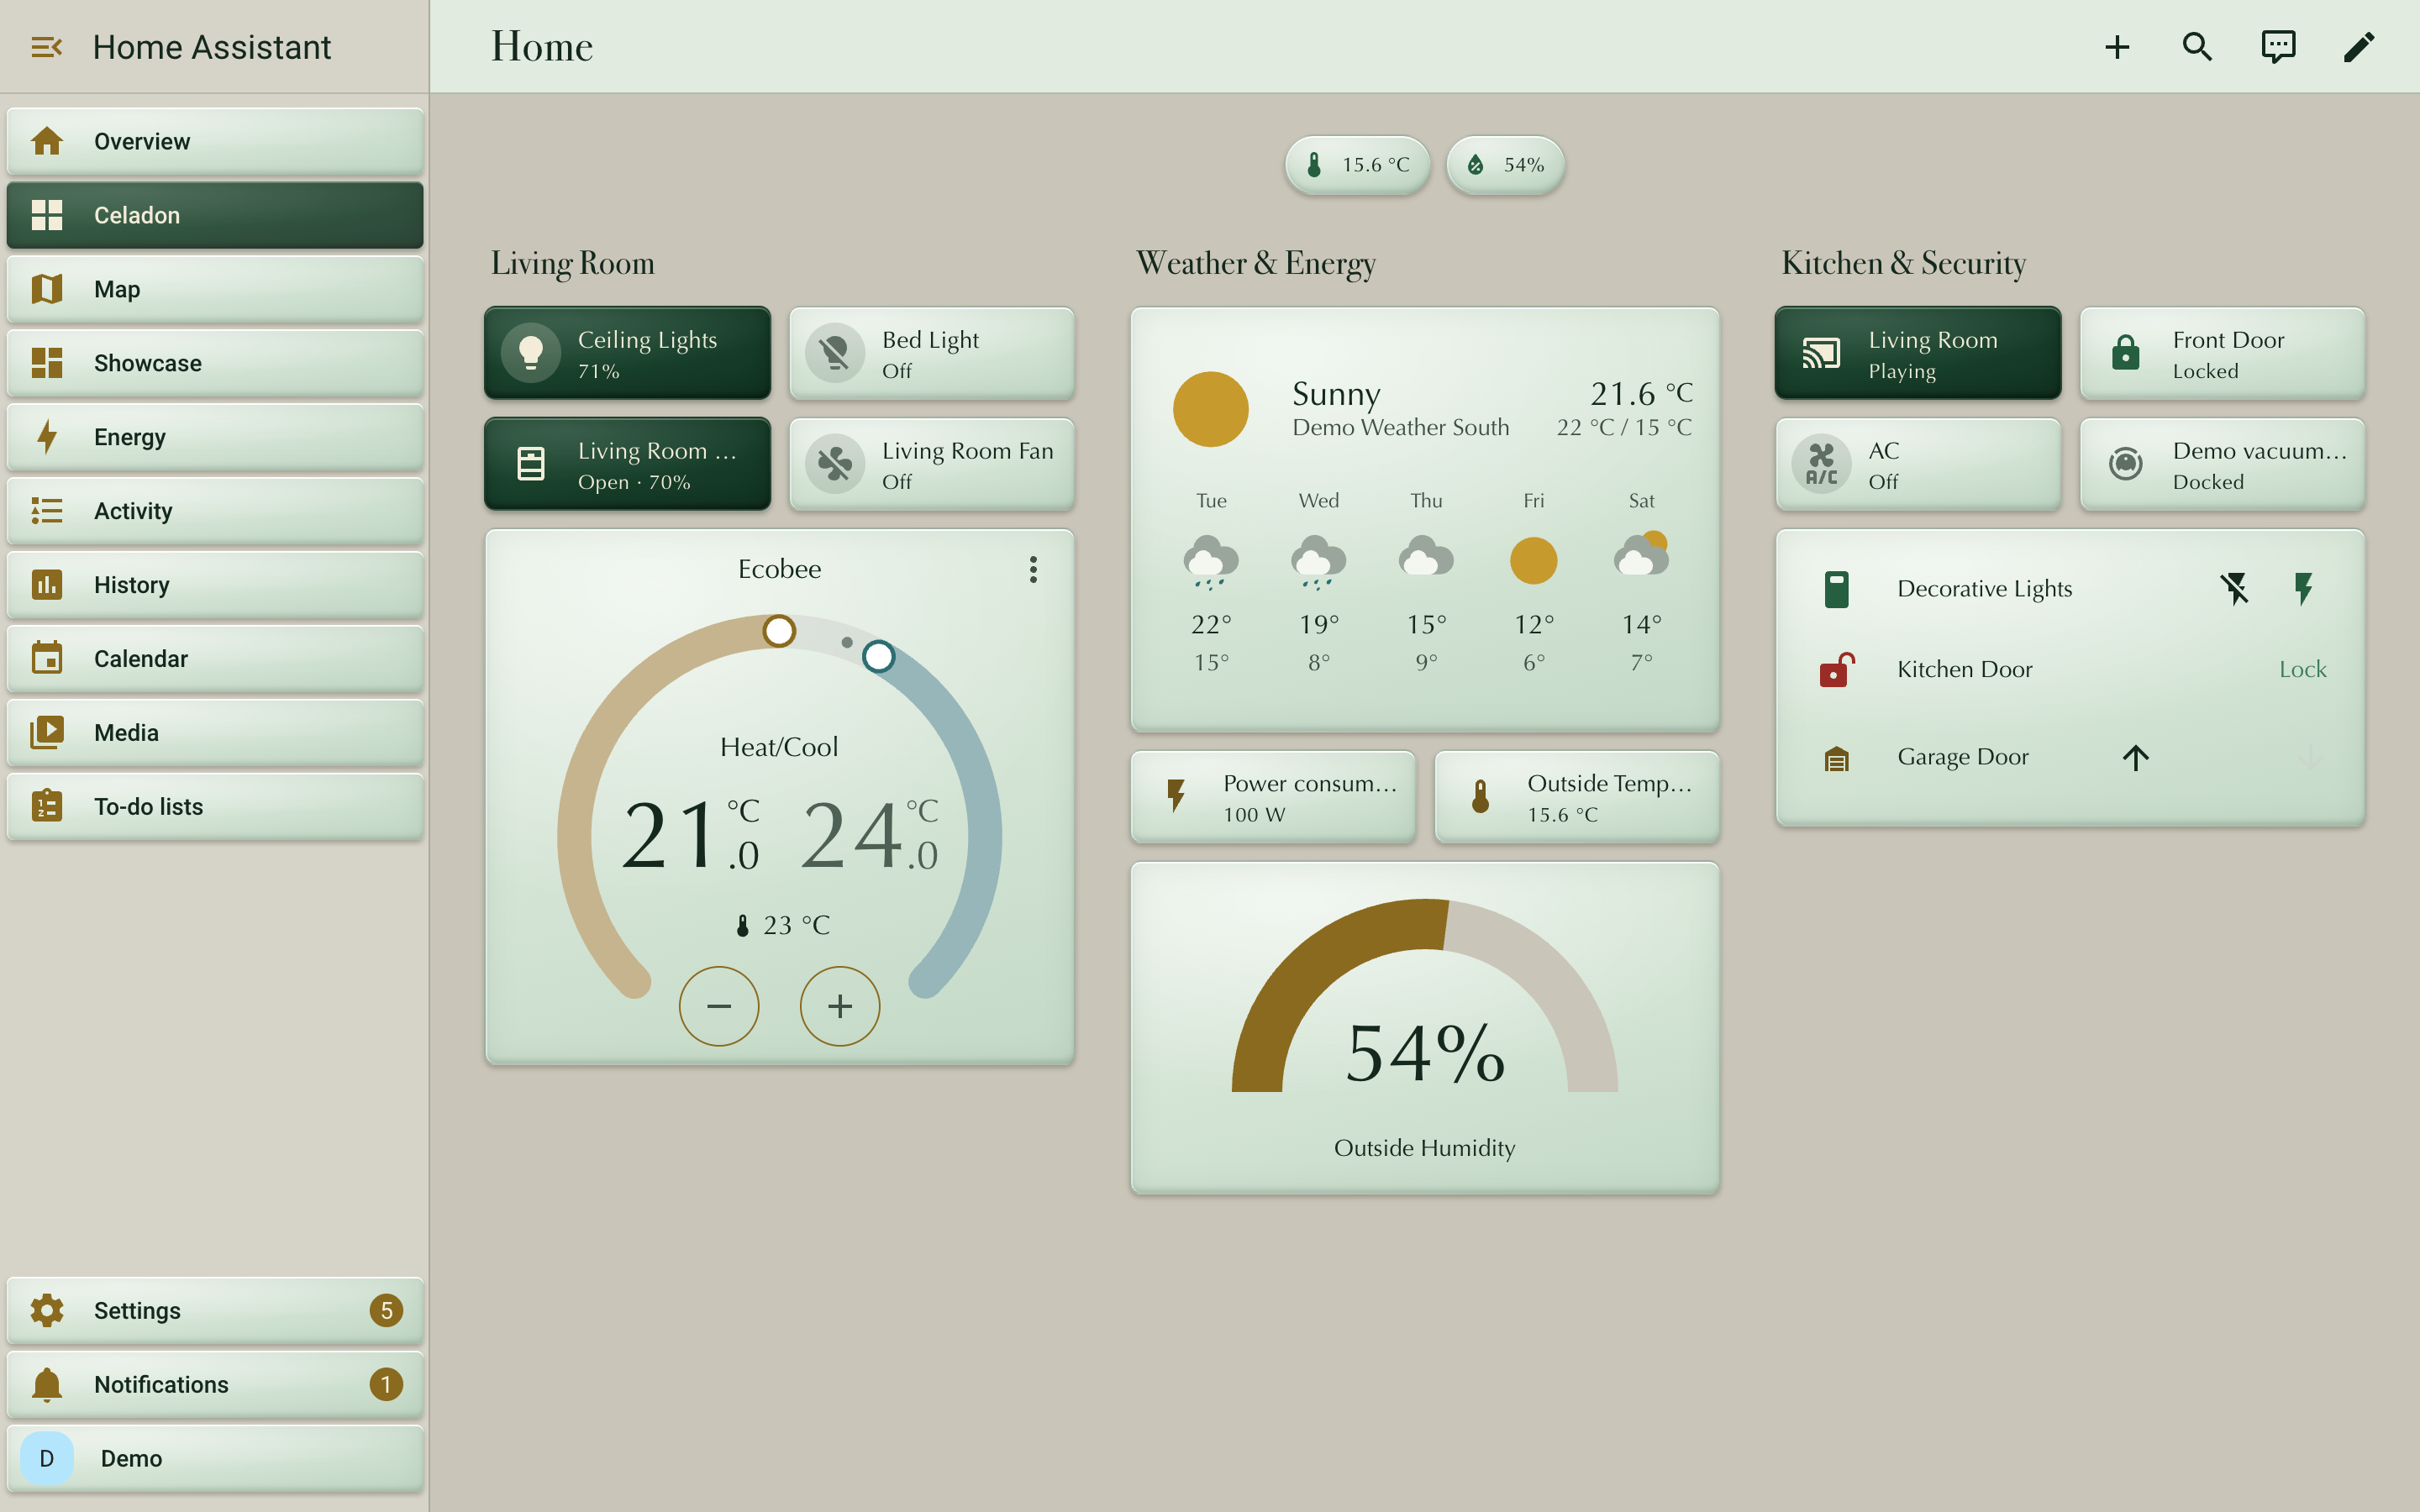 Home Assistant
Overview
Celadon
Map
Showcase
Energy
Activity
History
Calendar
Media
To-do lists
Settings
5
Notifications
1
D
Demo
Home
15.6 °C
54%
Living Room
Ceiling Lights
71%
Bed Light
Off
Living Room …
Open · 70%
Living Room Fan
Off
Ecobee
Heat/Cool
21.0 °C
24.0 °C
23 °C
Weather & Energy
Sunny
21.6 °C
Demo Weather South
22 °C / 15 °C
Tue Wed Thu Fri Sat
22° 19° 15° 12° 14°
15° 8° 9° 6° 7°
Power consum…
100 W
Outside Temp…
15.6 °C
54%
Outside Humidity
Kitchen & Security
Living Room
Playing
Front Door
Locked
A/C
AC
Off
Demo vacuum…
Docked
Decorative Lights
Kitchen Door
Lock
Garage Door